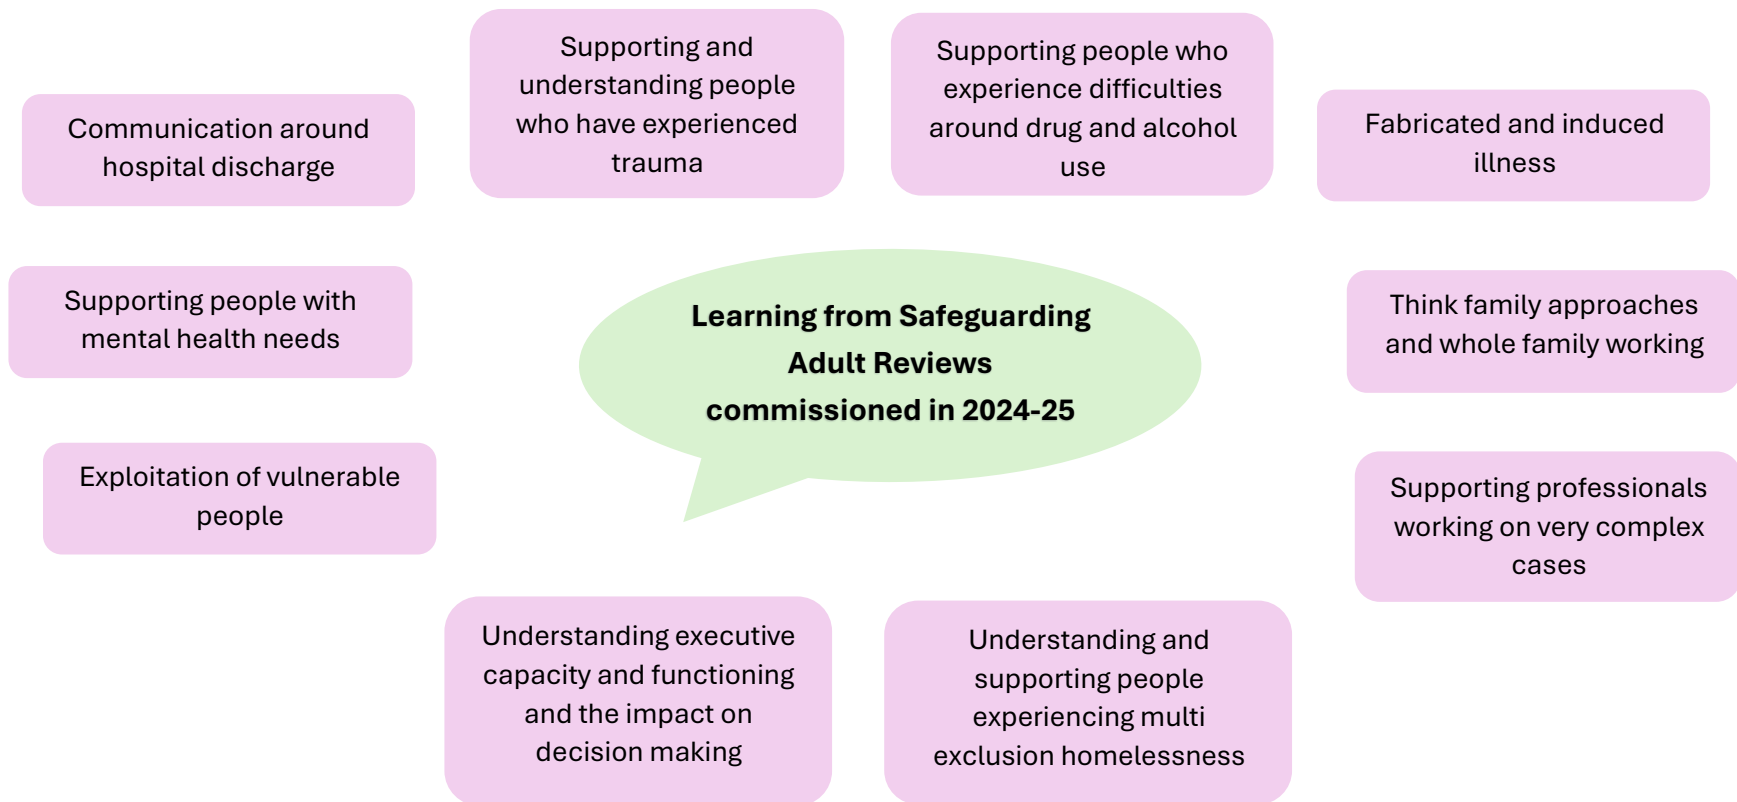 Supporting and
understanding people
who have experienced
trauma
Supporting people who
experience difficulties
around drug and alcohol
use
Communication around
hospital discharge
Fabricated and induced
illness
Supporting people with
mental health needs
Learning from Safeguarding
Adult Reviews
commissioned in 2024-25
Think family approaches
and whole family working
Exploitation of vulnerable
people
Supporting professionals
working on very complex
cases
Understanding executive
capacity and functioning
and the impact on
decision making
Understanding and
supporting people
experiencing multi
exclusion homelessness